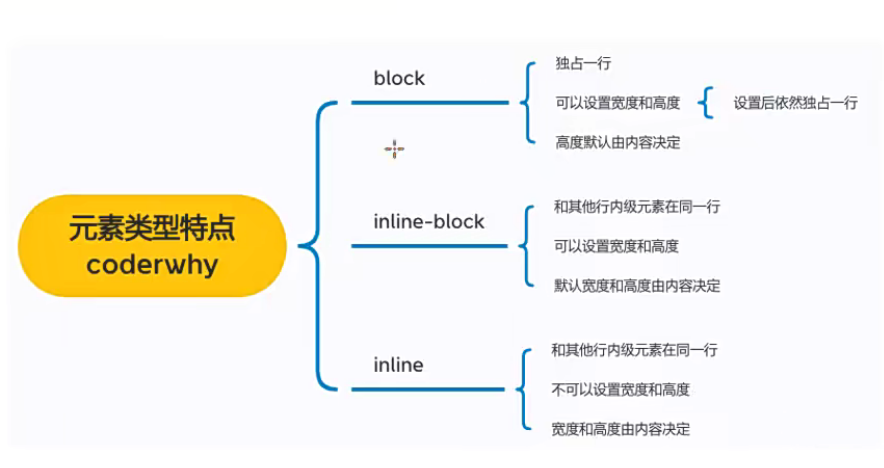 元素类型特点
coderwhy
block
独占一行
可以设置宽度和高度
设置后依然独占一行
高度默认由内容决定
inline-block
和其他行内级元素在同一行
可以设置宽度和高度
默认宽度和高度由内容决定
inline
和其他行内级元素在同一行
不可以设置宽度和高度
宽度和高度由内容决定